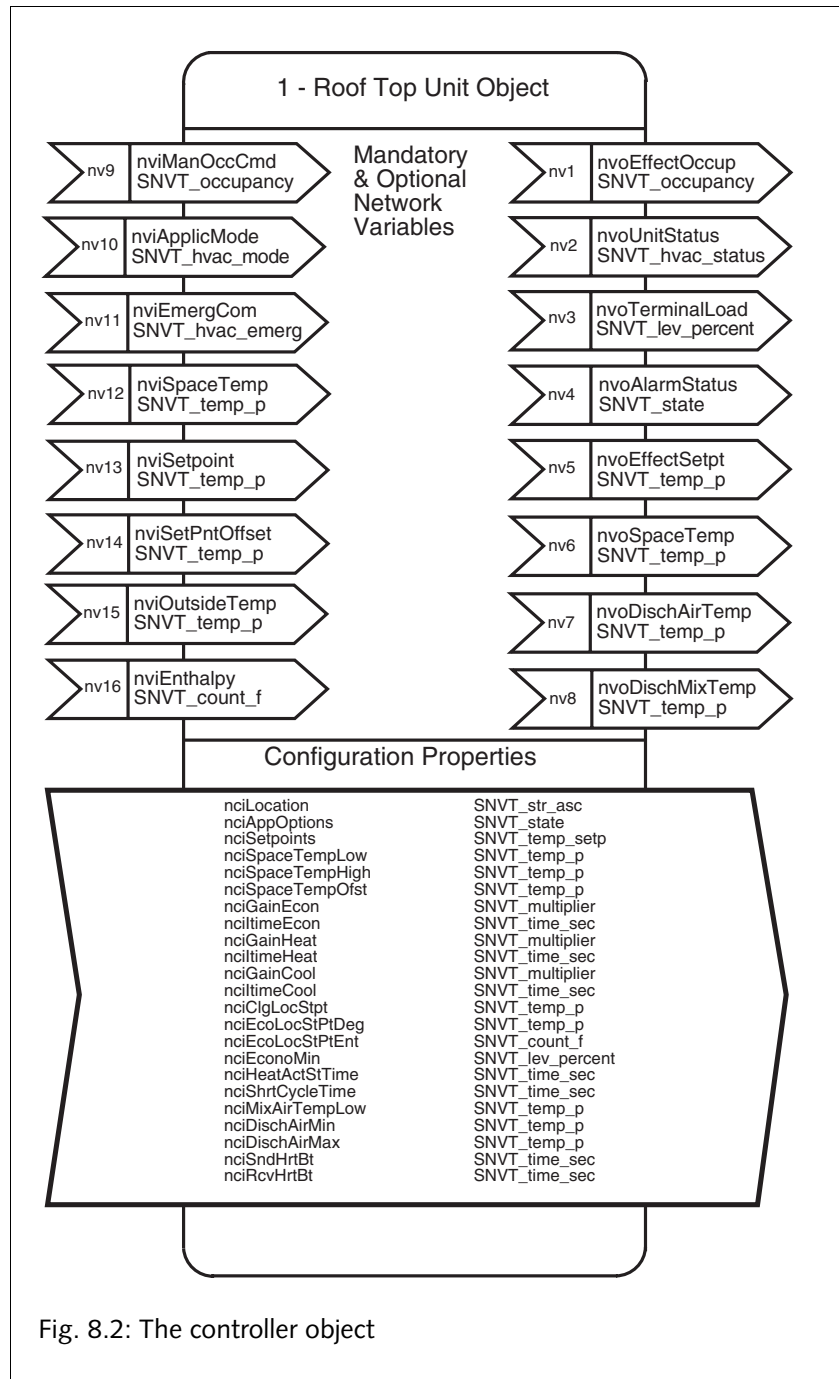 1 - Roof Top Unit Object
Mandatory
& Optional
Network
Variables
nv9
nviManOccCmd
SNVT_occupancy
nv10
nviApplicMode
SNVT_hvac_mode
nv11
nviEmergCom
SNVT_hvac_emerg
nv12
nviSpaceTemp
SNVT_temp_p
nv13
nviSetpoint
SNVT_temp_p
nv14
nviSetPntOffset
SNVT_temp_p
nv15
nviOutsideTemp
SNVT_temp_p
nv16
nviEnthalpy
SNVT_count_f
nv1
nvoEffectOccup
SNVT_occupancy
nv2
nvoUnitStatus
SNVT_hvac_status
nv3
nvoTerminalLoad
SNVT_lev_percent
nv4
nvoAlarmStatus
SNVT_state
nv5
nvoEffectSetpt
SNVT_temp_p
nv6
nvoSpaceTemp
SNVT_temp_p
nv7
nvoDischAirTemp
SNVT_temp_p
nv8
nvoDischMixTemp
SNVT_temp_p
Configuration Properties
nciLocation SNVT_str_asc
nciAppOptions SNVT_state
nciSetpoints SNVT_temp_setp
nciSpaceTempLow SNVT_temp_p
nciSpaceTempHigh SNVT_temp_p
nciSpaceTempOfst SNVT_temp_p
nciGainEcon SNVT_multiplier
nciItimeEcon SNVT_time_sec
nciGainHeat SNVT_multiplier
nciItimeHeat SNVT_time_sec
nciGainCool SNVT_multiplier
nciItimeCool SNVT_time_sec
nciClgLocStpt SNVT_temp_p
nciEcoLocStPtDeg SNVT_temp_p
nciEcoLocStPtEnt SNVT_count_f
nciEconoMin SNVT_lev_percent
nciHeatActStTime SNVT_time_sec
nciShrtCycleTime SNVT_time_sec
nciMixAirTempLow SNVT_temp_p
nciDischAirMin SNVT_temp_p
nciDischAirMax SNVT_temp_p
nciSndHrtBt SNVT_time_sec
nciRcvHrtBt SNVT_time_sec
Fig. 8.2: The controller object